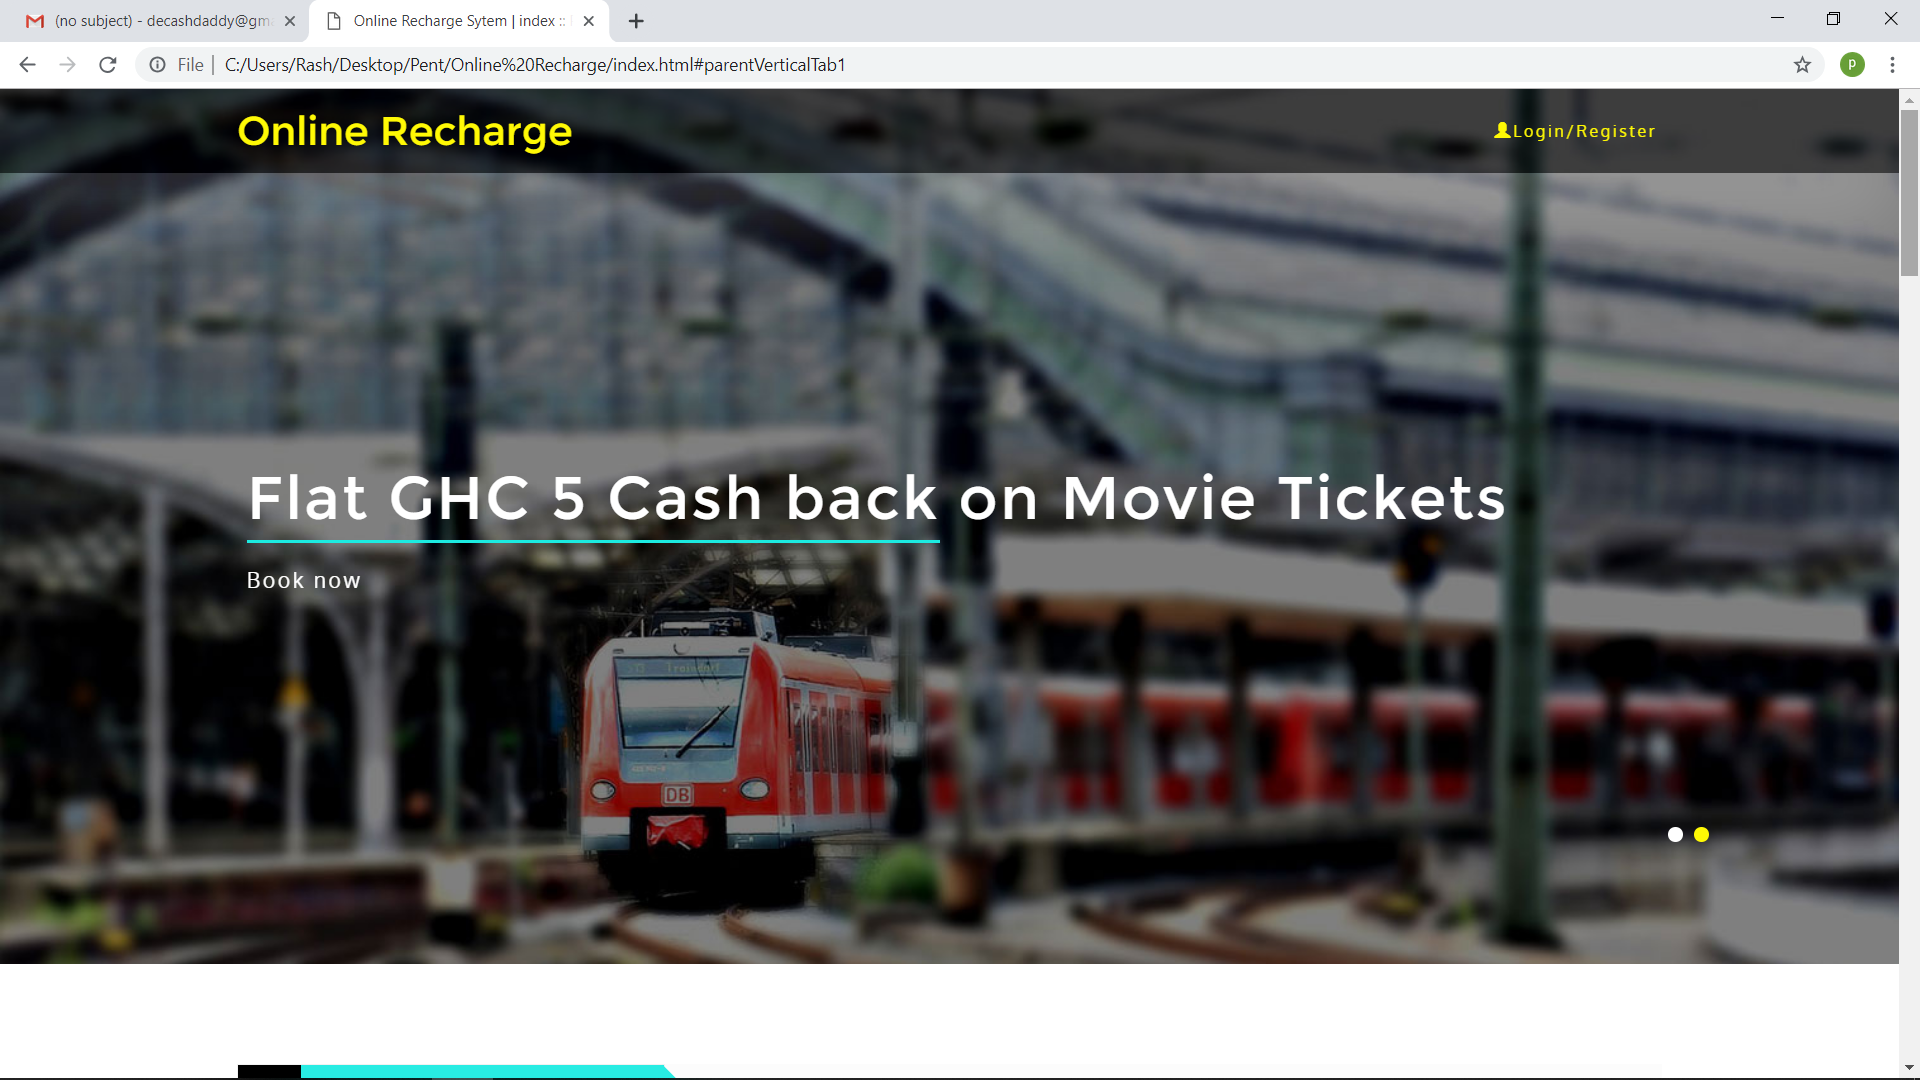 (no subject) - decashdaddy@gm
Online Recharge Sytem | index ::
File
C:/Users/Rash/Desktop/Pent/Online%20Recharge/index.html#parentVerticalTab1
p
Online Recharge
Login/Register
Flat GHC 5 Cash back on Movie Tickets
Book now
Troisdorf
DB